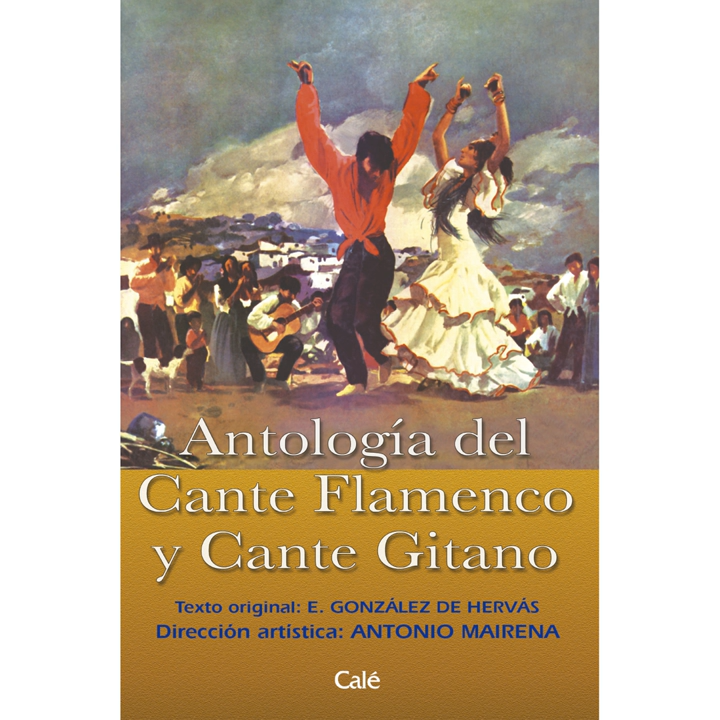 Antología del
Cante Flamenco
y Cante Gitano
Texto original: E. GONZÁLEZ DE HERVÁS
Dirección artística: ANTONIO MAIRENA
Calé